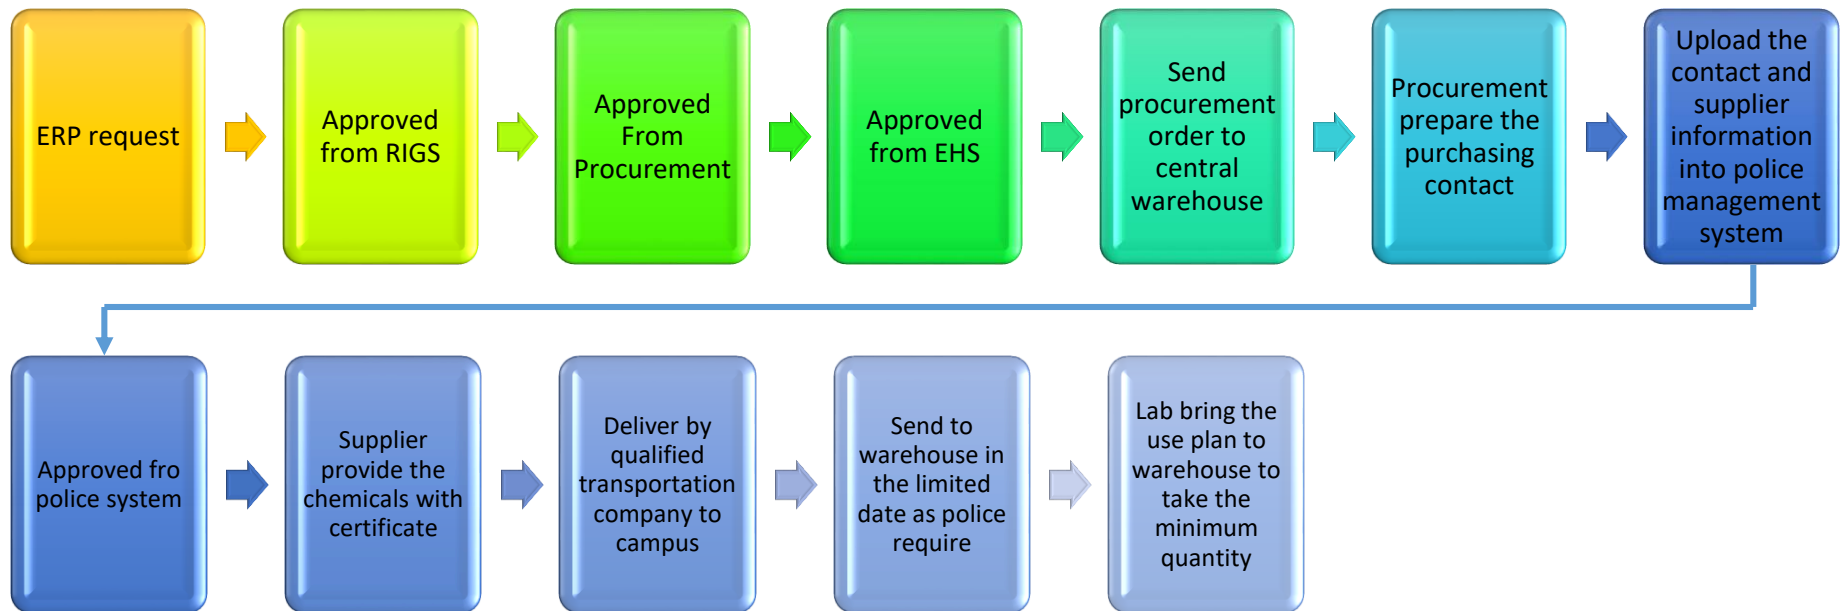 ERP request
Approved
from RIGS
Approved
From
Procurement
Approved
from EHS
Send
procurement
order to
central
warehouse
Procurement
prepare the
purchasing
contact
Upload the
contact and
supplier
information
into police
management
system
Approved fro
police system
Supplier
provide the
chemicals with
certificate
Deliver by
qualified
transportation
company to
campus
Send to
warehouse in
the limited
date as police
require
Lab bring the
use plan to
warehouse to
take the
minimum
quantity